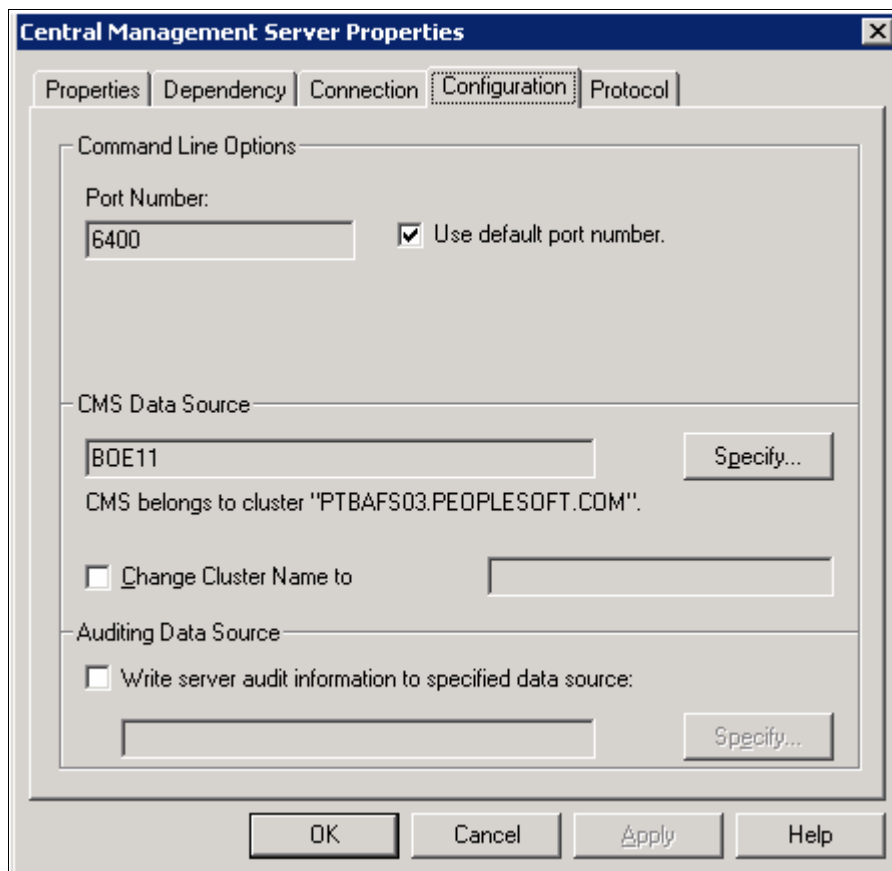 Central Management Server Properties
Properties Dependency Connection Configuration Protocol
Command Line Options
Port Number:
6400 Use default port number.
CMS Data Source
BOE11 Specify...
CMS belongs to cluster "PTBAFS03.PEOPLESOFT.COM".
Change Cluster Name to
Auditing Data Source
Write server audit information to specified data source:
Specify...
OK Cancel Apply Help